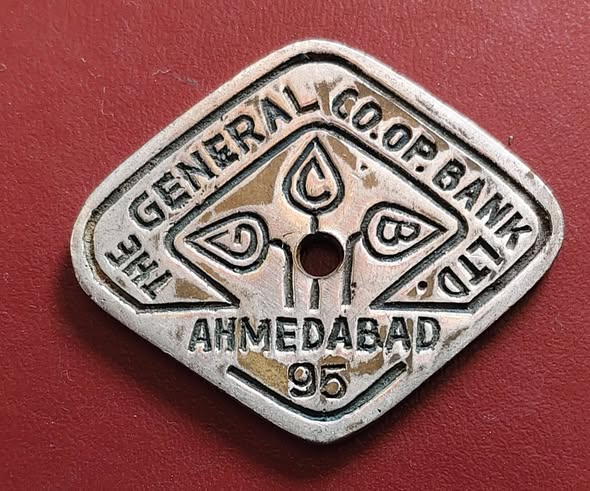 THE GENERAL CO.OP. BANK LTD.
G C B
AHMEDABAD
95